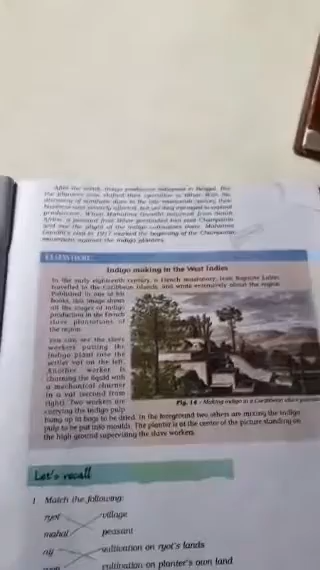 After the revolt, indigo production collapsed in Bengal. But
the planters now shifted their operation to Bihar. With the
discovery of synthetic dyes in the late nineteenth century their
business was severely affected, but yet they managed to expand
production. When Mahatma Gandhi returned from South
Africa, a peasant from Bihar persuaded him to visit Champaran
and see the plight of the indigo cultivators there. Mahatma
Gandhi's visit in 1917 marked the beginning of the Champaran
movement against the indigo planters.
ELSEWHERE
Indigo making in the West Indies
In the early eighteenth century, a French missionary, Jean Baptiste Labat,
travelled to the Caribbean islands, and wrote extensively about the region.
Published in one of his
books, this image shows
all the stages of indigo
production in the French
slave plantations of
the region.
You can see the slave
workers putting the
indigo plant into the
settler vat on the left.
Another worker is
churning the liquid with
a mechanical churner
in a vat (second from
right). Two workers are
carrying the indigo pulp
hung up in bags to be dried. In the foreground two others are mixing the indigo
pulp to be put into moulds. The planter is at the centre of the picture standing on
the high ground supervising the slave workers.
Fig. 14 – Making indigo in a Caribbean slave plantation
Let's recall
1. Match the following:
ryot village
mahal peasant
nij cultivation on ryot's lands
cultivation on planter's own land